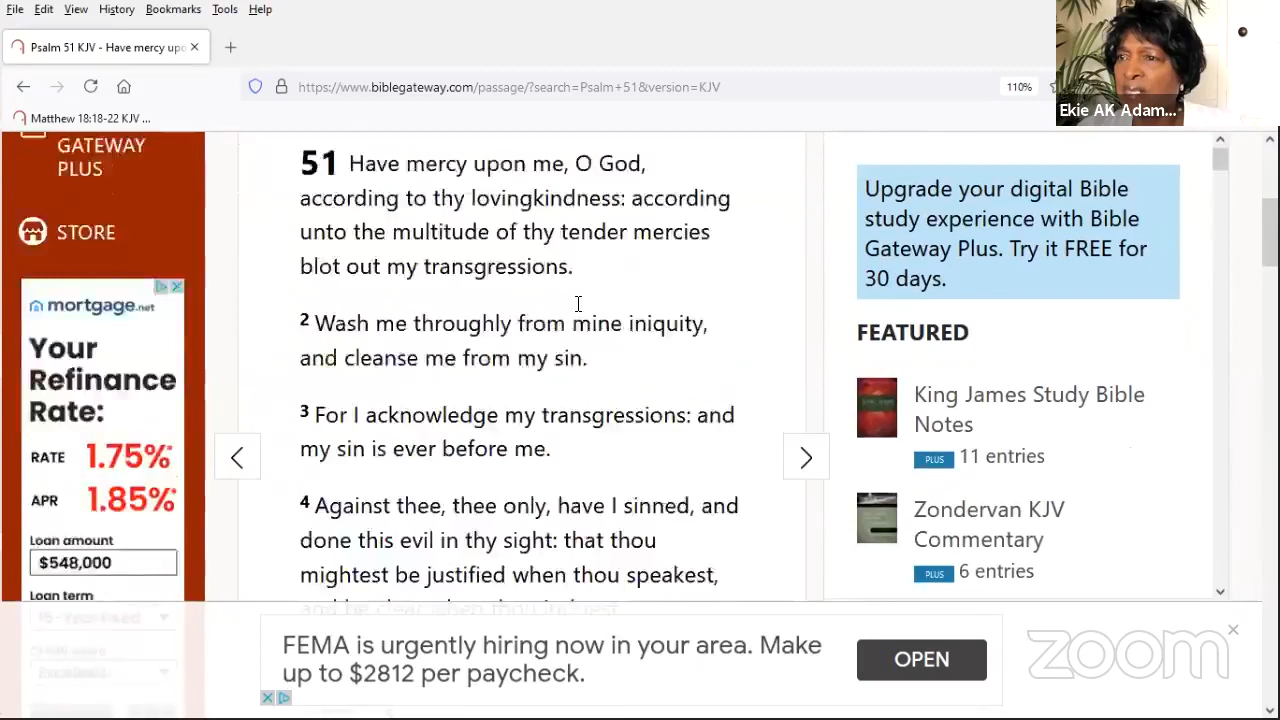 File Edit View History Bookmarks Tools Help
Psalm 51 KJV - Have mercy upo
https://www.biblegateway.com/passage/?search=Psalm+51&version=KJV
110%
Ekie AK Adam...
Matthew 18:18-22 KJV ...
GATEWAY
PLUS
STORE
mortgage.net
Your
Refinance
Rate:
RATE 1.75%*
APR 1.85%*
Loan amount
$548,000
Loan term
51 Have mercy upon me, O God,
according to thy lovingkindness: according
unto the multitude of thy tender mercies
blot out my transgressions.
2 Wash me throughly from mine iniquity,
and cleanse me from my sin.
3 For I acknowledge my transgressions: and
my sin is ever before me.
4 Against thee, thee only, have I sinned, and
done this evil in thy sight: that thou
mightest be justified when thou speakest,
Upgrade your digital Bible
study experience with Bible
Gateway Plus. Try it FREE for
30 days.
FEATURED
King James Study Bible
Notes
PLUS 11 entries
Zondervan KJV
Commentary
PLUS 6 entries
FEMA is urgently hiring now in your area. Make
up to $2812 per paycheck.
OPEN
zoom